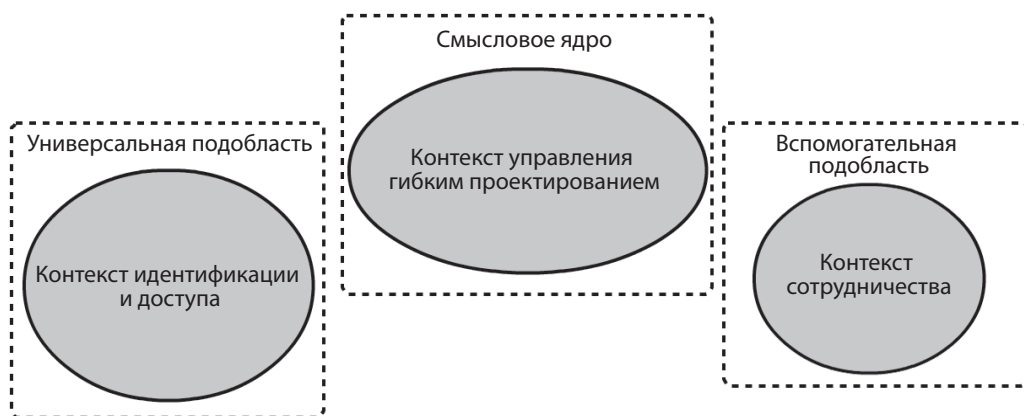 Смысловое ядро
Контекст управления
гибким проектированием
Универсальная подобласть
Контекст идентификации
и доступа
Вспомогательная
подобласть
Контекст
сотрудничества